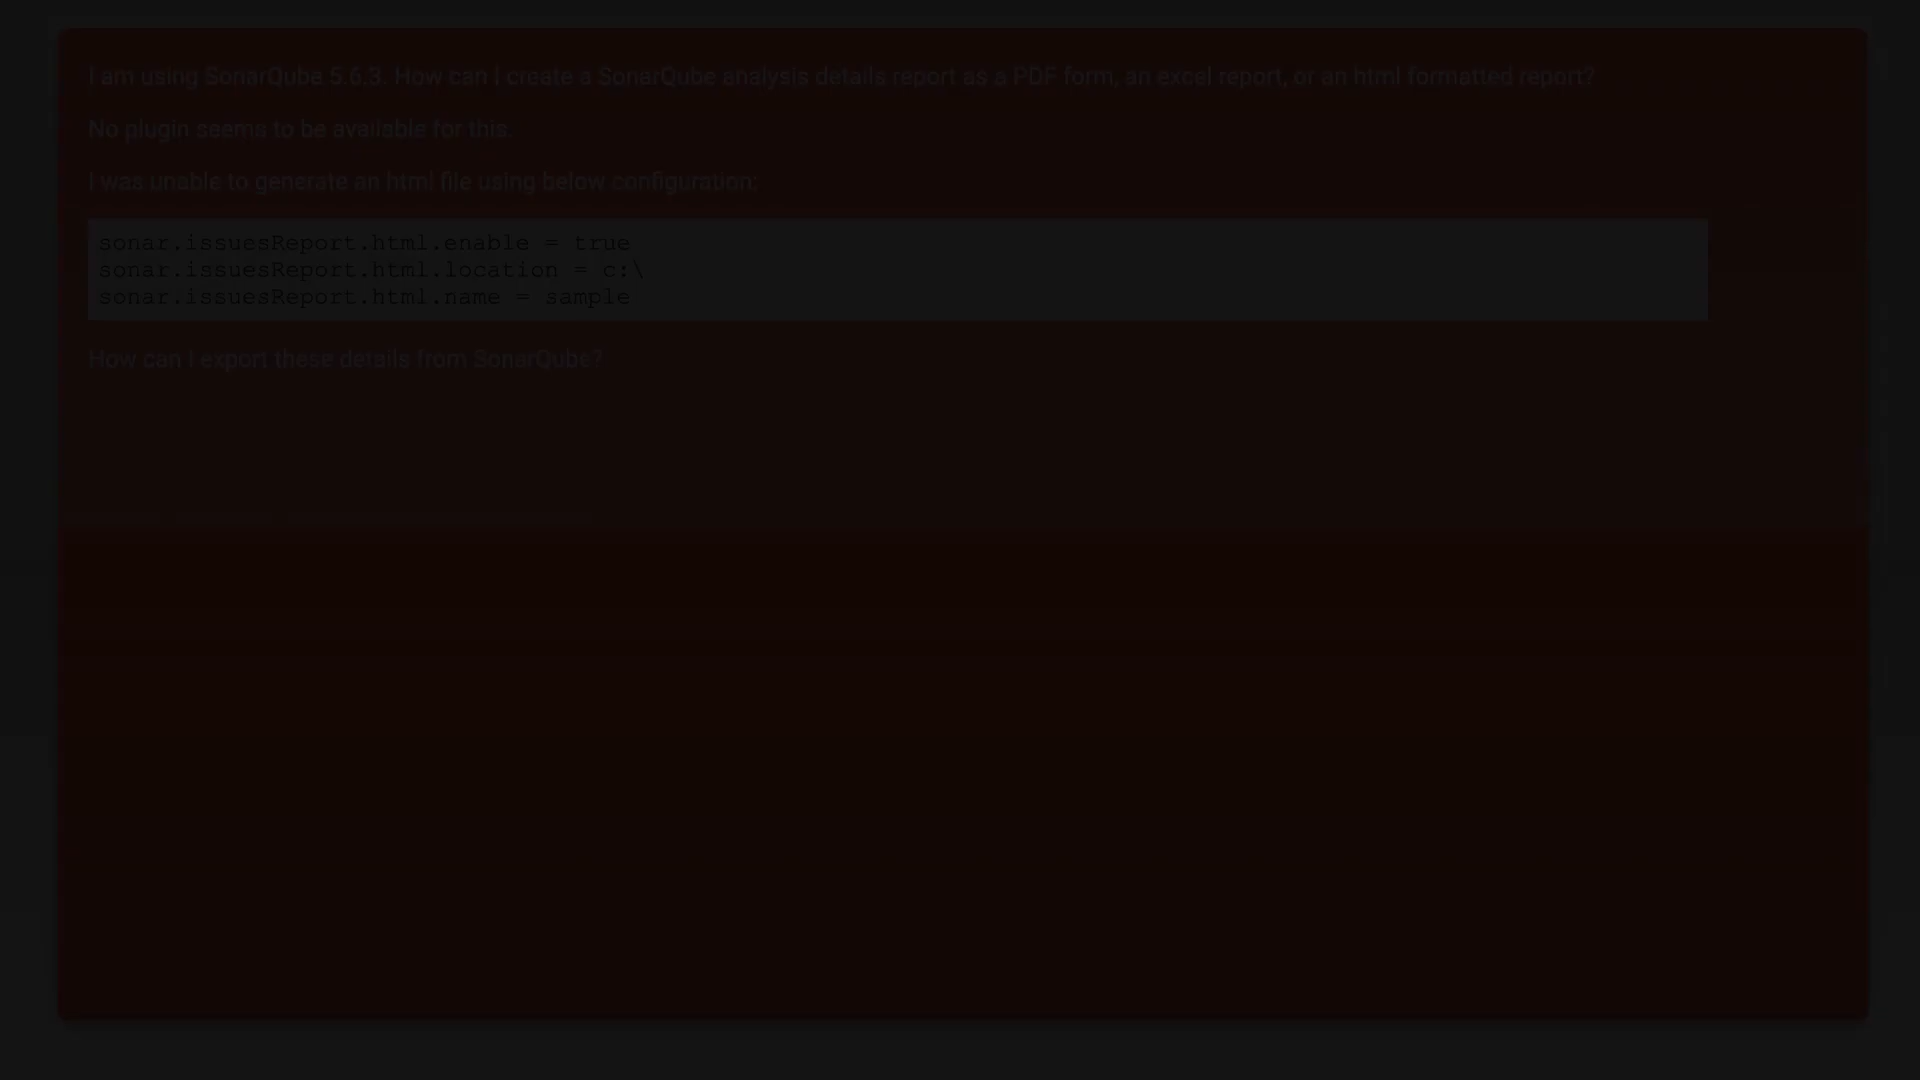 I am using SonarQube 5.6.3. How can I create a SonarQube analysis details report as a PDF form, an excel report, or an html formatted report?
No plugin seems to be available for this.
I was unable to generate an html file using below configuration:
sonar.issuesReport.html.enable = true
sonar.issuesReport.html.location = c:\
sonar.issuesReport.html.name = sample
How can I export these details from SonarQube?